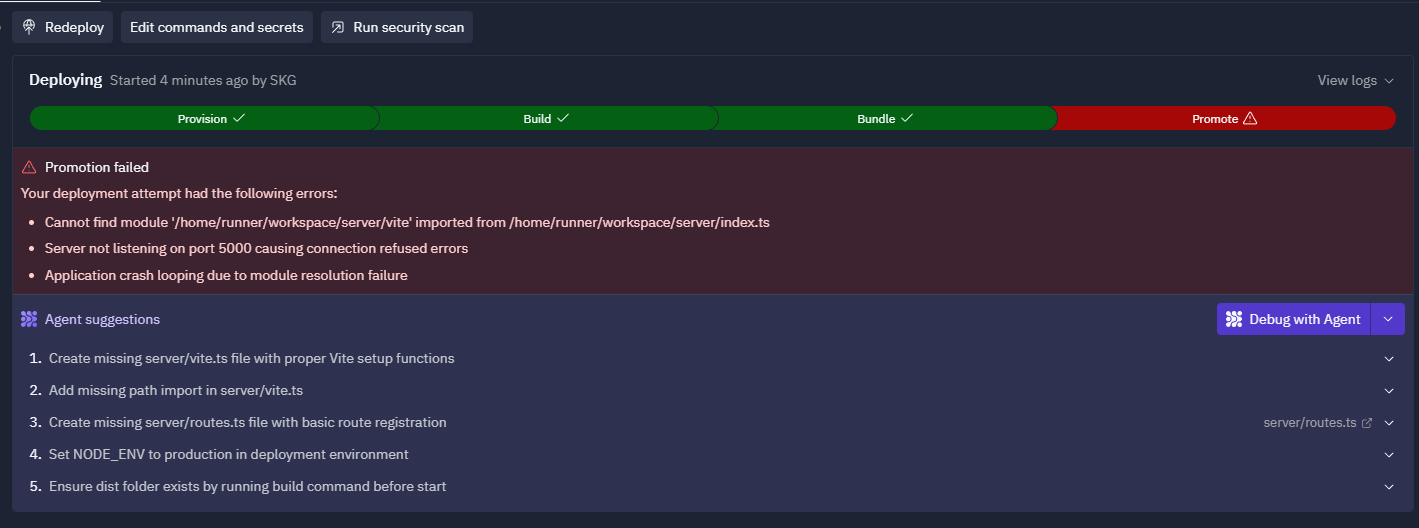 Redeploy Edit commands and secrets Run security scan
Deploying Started 4 minutes ago by SKG View logs
Provision Build Bundle Promote
Promotion failed
Your deployment attempt had the following errors:
• Cannot find module '/home/runner/workspace/server/vite' imported from /home/runner/workspace/server/index.ts
• Server not listening on port 5000 causing connection refused errors
• Application crash looping due to module resolution failure
Agent suggestions Debug with Agent
1. Create missing server/vite.ts file with proper Vite setup functions
2. Add missing path import in server/vite.ts
3. Create missing server/routes.ts file with basic route registration server/routes.ts
4. Set NODE_ENV to production in deployment environment
5. Ensure dist folder exists by running build command before start